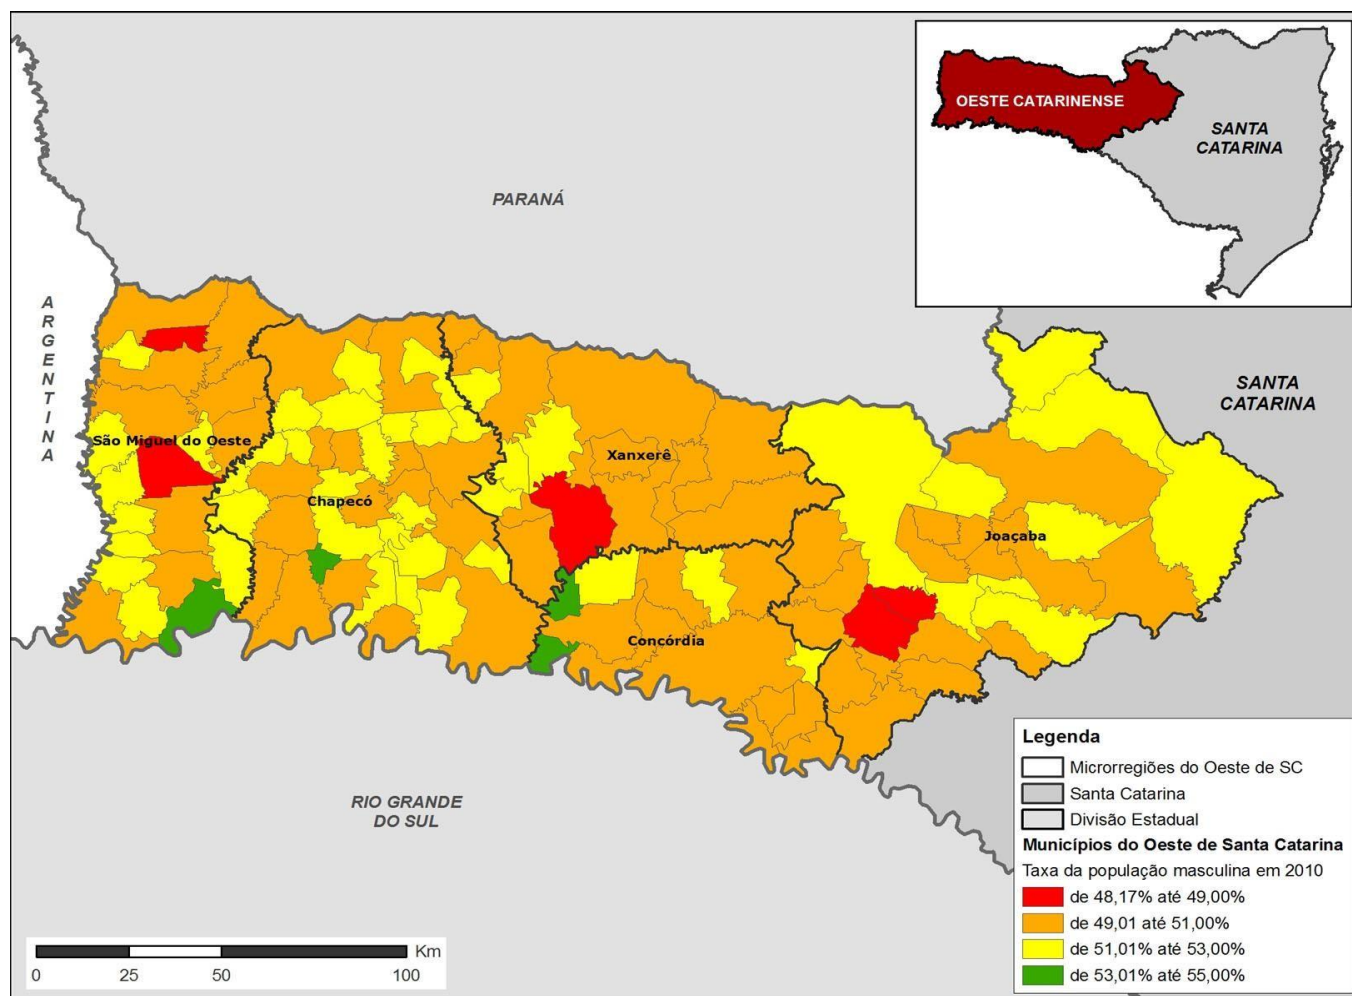 OESTE CATARINENSE
SANTA
CATARINA
PARANÁ
ARGENTINA
SANTA
CATARINA
São Miguel do Oeste
Xanxerê
Chapecó
Joaçaba
Concórdia
RIO GRANDE
DO SUL
Legenda
Microrregiões do Oeste de SC
Santa Catarina
Divisão Estadual
Municípios do Oeste de Santa Catarina
Taxa da população masculina em 2010
de 48,17% até 49,00%
de 49,01 até 51,00%
de 51,01% até 53,00%
de 53,01% até 55,00%
Km
0 25 50 100